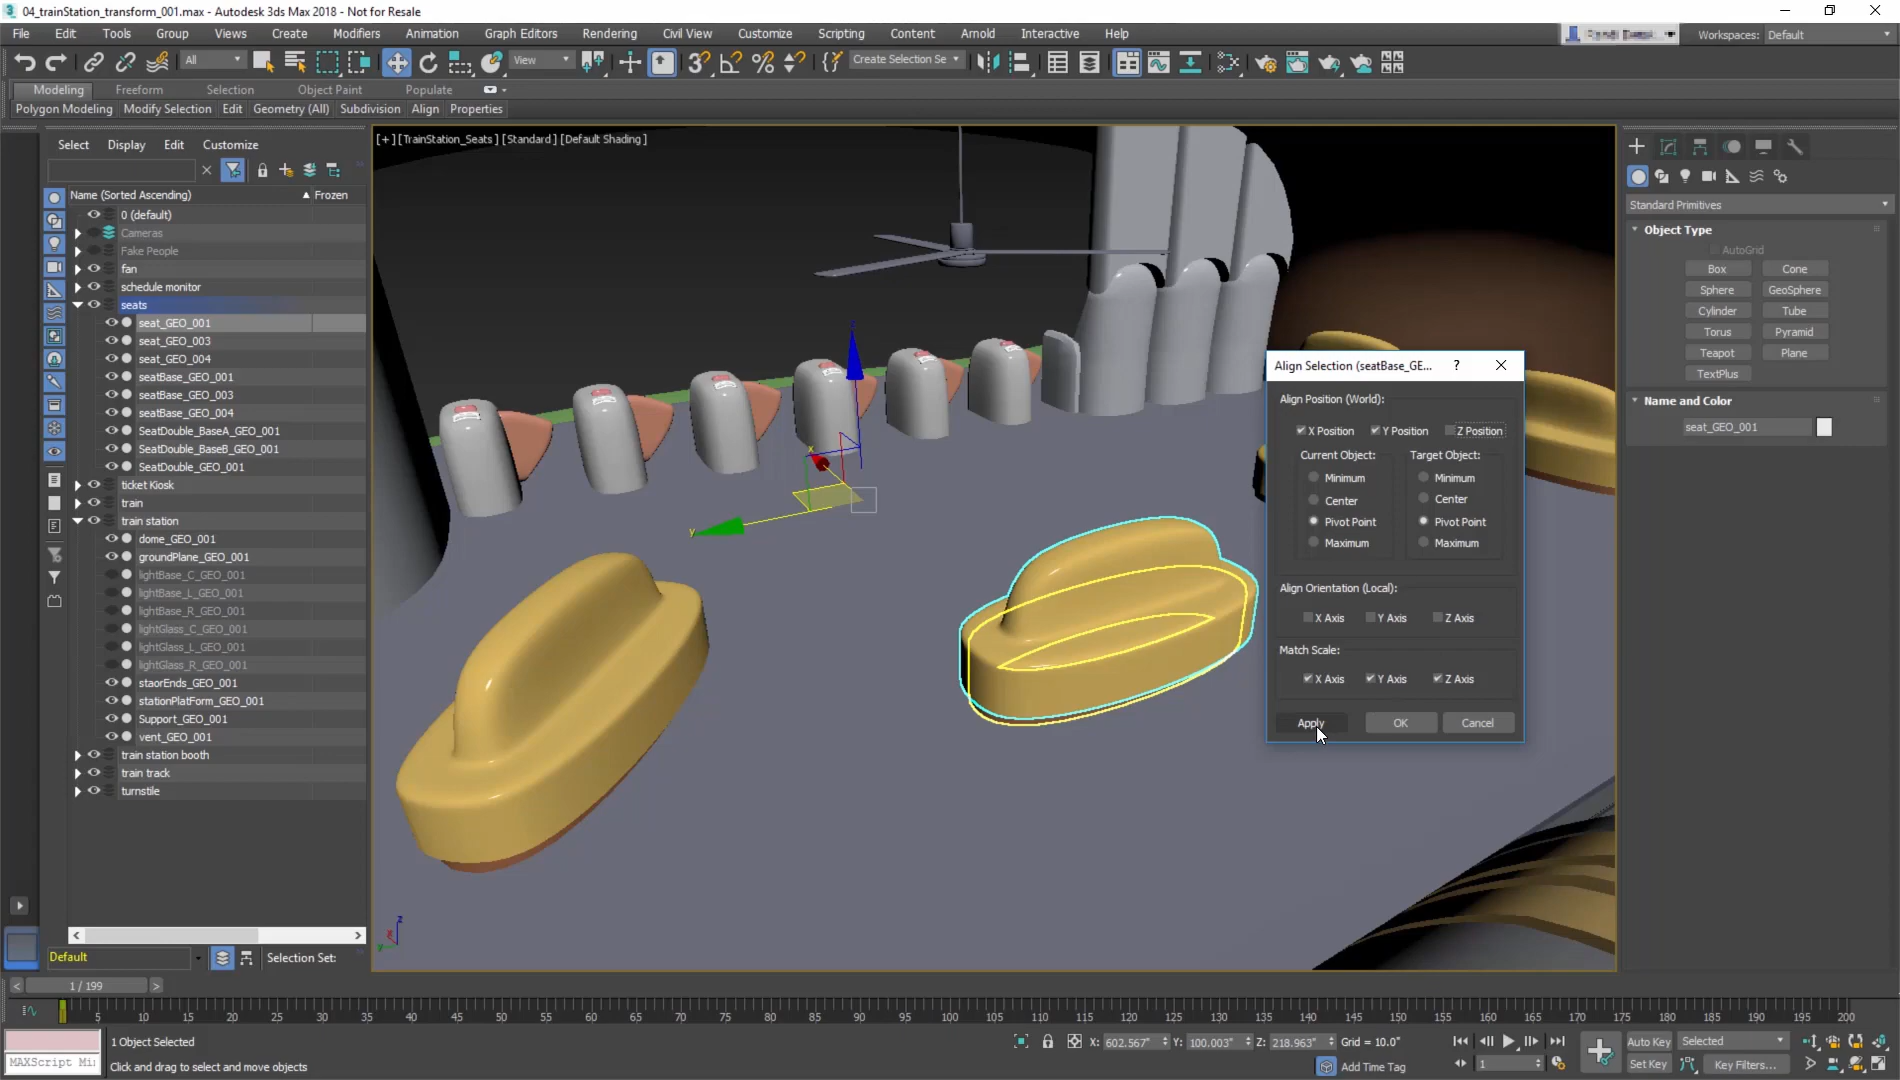 04_trainStation_transform_001.max - Autodesk 3ds Max 2018 - Not for Resale
File Edit Tools Group Views Create Modifiers Animation Graph Editors Rendering Civil View Customize Scripting Content Arnold Interactive Help
Workspaces: Default
All View Create Selection Se
Modeling Freeform Selection Object Paint Populate
Polygon Modeling Modify Selection Edit Geometry (All) Subdivision Align Properties
Select Display Edit Customize
Name (Sorted Ascending) Frozen
0 (default)
Cameras
Fake People
fan
schedule monitor
seats
seat_GEO_001
seat_GEO_003
seat_GEO_004
seatBase_GEO_001
seatBase_GEO_003
seatBase_GEO_004
SeatDouble_BaseA_GEO_001
SeatDouble_BaseB_GEO_001
SeatDouble_GEO_001
ticket Kiosk
train
train station
dome_GEO_001
groundPlane_GEO_001
lightBase_C_GEO_001
lightBase_L_GEO_001
lightBase_R_GEO_001
lightGlass_C_GEO_001
lightGlass_L_GEO_001
lightGlass_R_GEO_001
staorEnds_GEO_001
stationPlatForm_GEO_001
Support_GEO_001
vent_GEO_001
train station booth
train track
turnstile
Default Selection Set:
[+] [TrainStation_Seats] [Standard] [Default Shading]
x
y
z
x
y
Align Selection (seatBase_GE... ?
Align Position (World):
X Position Y Position Z Position
Current Object: Target Object:
Minimum Minimum
Center Center
Pivot Point Pivot Point
Maximum Maximum
Align Orientation (Local):
X Axis Y Axis Z Axis
Match Scale:
X Axis Y Axis Z Axis
Apply OK Cancel
Standard Primitives
Object Type
AutoGrid
Box Cone
Sphere GeoSphere
Cylinder Tube
Torus Pyramid
Teapot Plane
TextPlus
Name and Color
seat_GEO_001
< 1 / 199 >
5 10 15 20 25 30 35 40 45 50 55 60 65 70 75 80 85 90 95 100 105 110 115 120 125 130 135 140 145 150 155 160 165 170 175 180 185 190 195 200
1 Object Selected
X: 602.567" Y: 100.003" Z: 218.963" Grid = 10.0"
Auto Key Selected
MAXScript Mi
Click and drag to select and move objects
Add Time Tag
1
Set Key Key Filters...